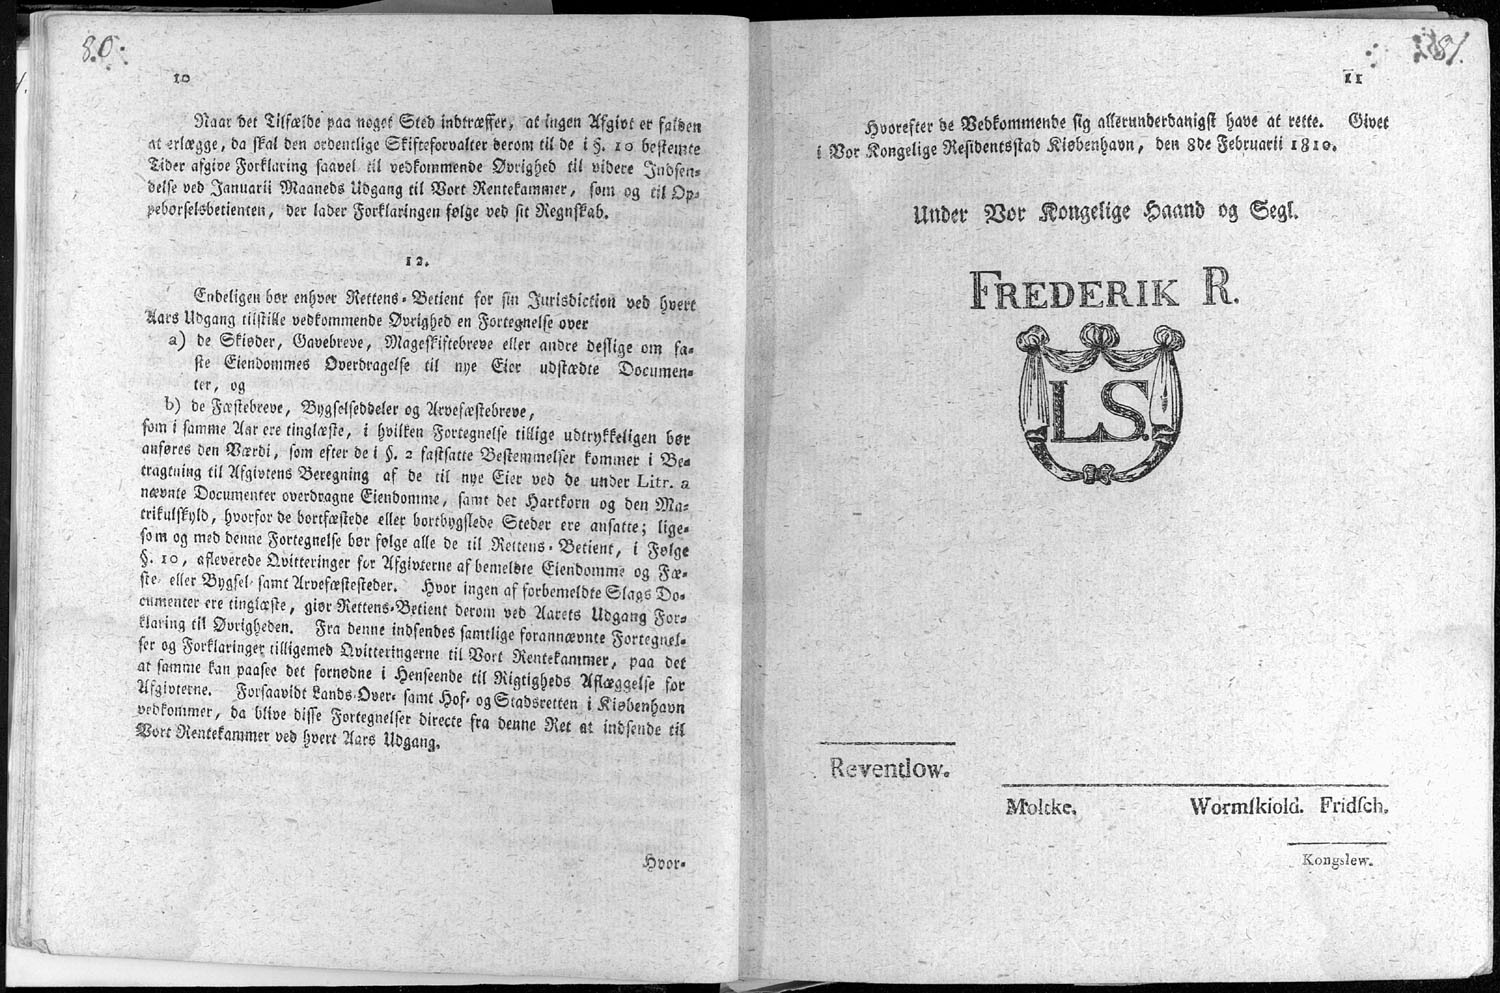 80.
10
Naar det Tilfælde paa noget Sted indtræffer, at ingen Afgivt er falden
at erlægge, da skal den ordentlige Skifteforvalter derom til de i §. 10 bestemte
Tider afgive Forklaring saavel til vedkommende Øvrighed til videre Indsen-
delse ved Januarii Maaneds Udgang til Vort Rentekammer, som og til Op-
peborselsbetienten, der lader Forklaringen følge ved sit Regnskab.
12.
Endeligen bør enhver Rettens-Betient for sin Jurisdiction ved hvert
Aars Udgang tilstille vedkommende Øvrighed en Fortegnelse over
a) de Skiøder, Gavebreve, Mageskiftebreve eller andre deslige om fa-
ste Eiendommes Overdragelse til nye Eier udstædte Documen-
ter, og
b) de Fæstebreve, Bygselseddeler og Arvefæstebreve,
som i samme Aar ere tinglæste, i hvilken Fortegnelse tillige udtrykkeligen bør
anføres den Værdi, som efter de i §. 2 fastsatte Bestemmelser kommer i Be-
tragtning til Afgivtens Beregning af de til nye Eier ved de under Litr. a
nævnte Documenter overdragne Eiendomme, samt det Hartkorn og den Ma-
trikulskyld, hvorfor de bortfæstede eller bortbygslede Steder ere ansatte; lige-
som og med denne Fortegnelse bør følge alle de til Rettens-Betient, i Følge
§. 10, afleverede Qvitteringer for Afgivterne af bemeldte Eiendomme og Fæ-
ste- eller Bygsel- samt Arvefæstesteder. Hvor ingen af forbemeldte Slags Do-
cumenter ere tinglæste, giør Rettens-Betient derom ved Aarets Udgang For-
klaring til Øvrigheden. Fra denne indsendes samtlige forannævnte Fortegnel-
ser og Forklaringer tilligemed Qvitteringerne til Vort Rentekammer, paa det
at samme kan paasee det fornødne i Henseende til Rigtigheds Aflæggelse for
Afgivterne. Forsaavidt Lands-Over- samt Hof- og Stadsretten i Kiøbenhavn
vedkommer, da blive disse Fortegnelser directe fra denne Ret at indsende til
Vort Rentekammer ved hvert Aars Udgang.
Hvor-
81.
11
Hvorefter de Vedkommende sig allerunderdanigst have at rette. Givet
i Vor Kongelige Residentsstad Kiøbenhavn, den 8de Februarii 1810.
Under Vor Kongelige Haand og Segl.
FREDERIK R.
L.S.
Reventlow.
Moltke. Wormskiold. Fridsch.
Kongslew.